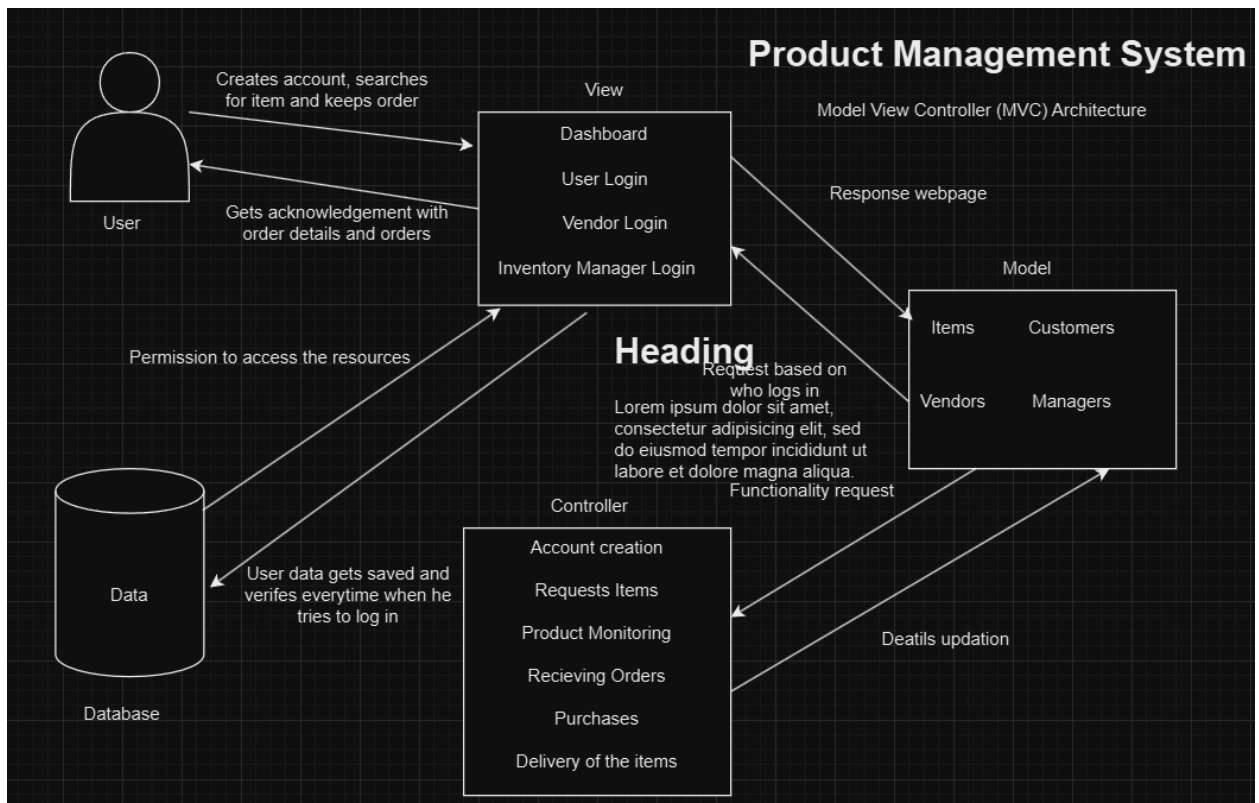 Product Management System
Model View Controller (MVC) Architecture
Creates account, searches
for item and keeps order
User
Gets acknowledgement with
order details and orders
View
Dashboard
User Login
Vendor Login
Inventory Manager Login
Response webpage
Model
Items
Customers
Vendors
Managers
Permission to access the resources
Heading
Request based on
who logs in
Lorem ipsum dolor sit amet,
consectetur adipisicing elit, sed
do eiusmod tempor incididunt ut
labore et dolore magna aliqua.
Functionality request
Data
Database
User data gets saved and
verifes everytime when he
tries to log in
Controller
Account creation
Requests Items
Product Monitoring
Recieving Orders
Purchases
Delivery of the items
Deatils updation